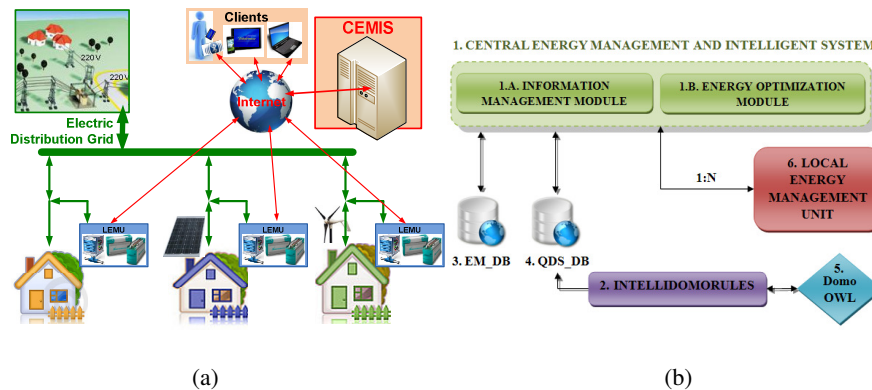 Clients
CEMIS
220 V
220V
Internet
Electric
Distribution Grid
LEMU
LEMU
LEMU
(a)
1. CENTRAL ENERGY MANAGEMENT AND INTELLIGENT SYSTEM
1.A. INFORMATION
MANAGEMENT MODULE
1.B. ENERGY OPTIMIZATION
MODULE
1:N
6. LOCAL
ENERGY
MANAGEMENT
UNIT
3. EM_DB
4. QDS_DB
2. INTELLIDOMORULES
5.
Domo
OWL
(b)